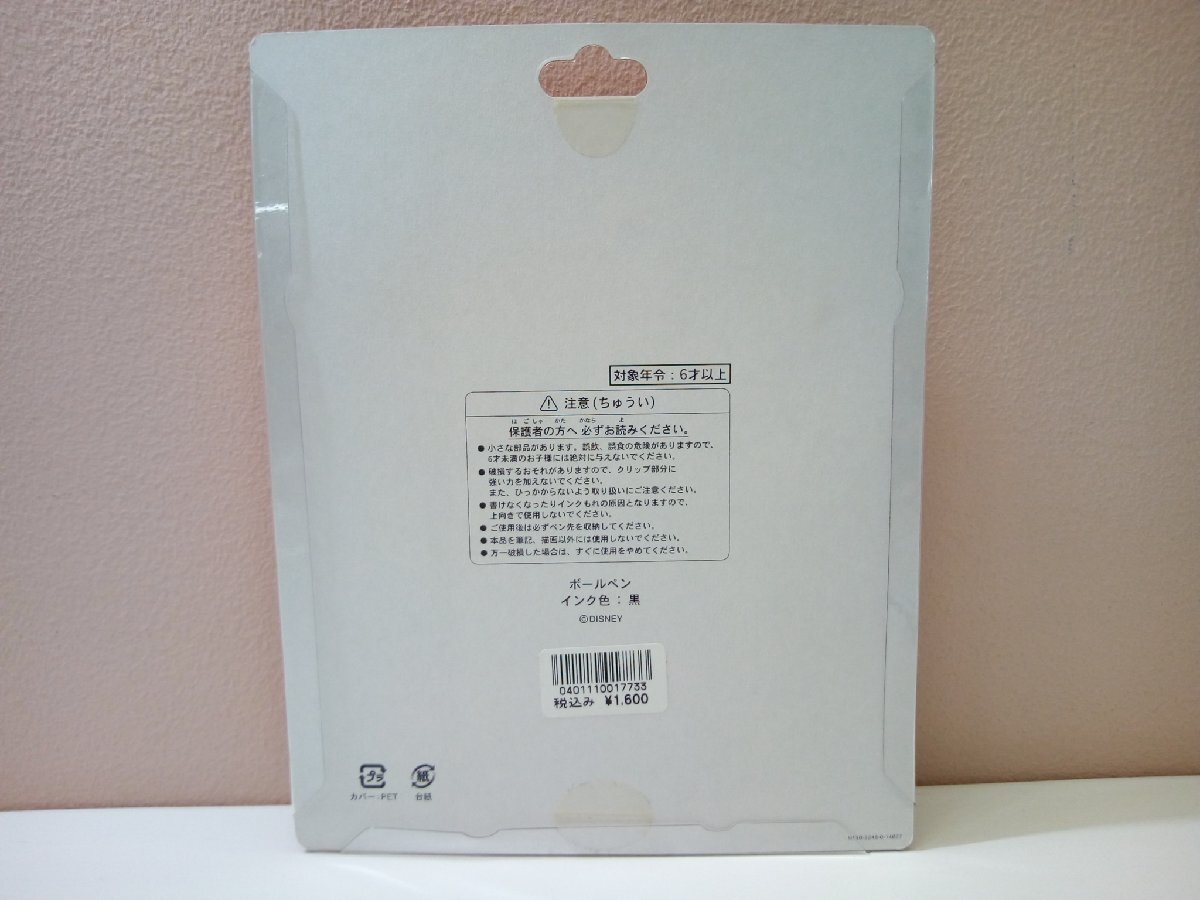 対象年令：6才以上
⚠ 注意(ちゅうい)
ほごしゃ かた かなら よ
保護者の方へ 必ずお読みください。
●小さな部品があります。誤飲、誤食の危険がありますので、
6才未満のお子様には絶対に与えないでください。
●破損するおそれがありますので、クリップ部分に
強い力を加えないでください。
また、ひっかからないよう取り扱いにご注意ください。
●書けなくなったりインクもれの原因となりますので、
上向きで使用しないでください。
●ご使用後は必ずペン先を収納してください。
●本品を筆記、描画以外には使用しないでください。
●万一破損した場合は、すぐに使用をやめてください。
ボールペン
インク色：黒
©DISNEY
0401110017733
税込み ¥1,600
プラ 紙
カバー:PET 台紙